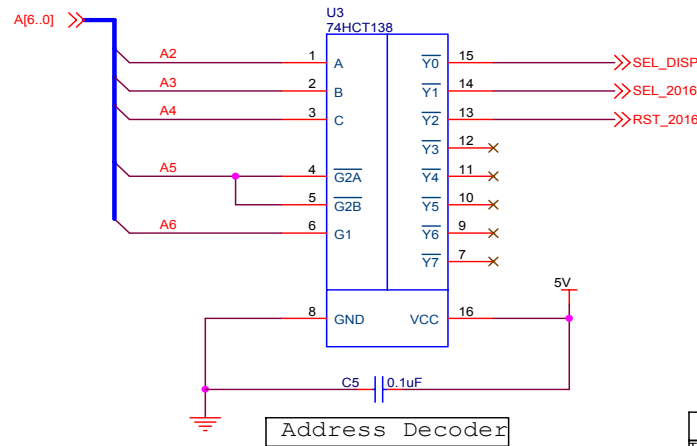 A[6..0]
U3
74HCT138
A2 1 A Y0 15 SEL_DISP
A3 2 B Y1 14 SEL_2016
A4 3 C Y2 13 RST_2016
Y3 12
A5 4 G2A Y4 11
5 G2B Y5 10
A6 6 G1 Y6 9
Y7 7
5V
8 GND VCC 16
C5 0.1uF
Address Decoder